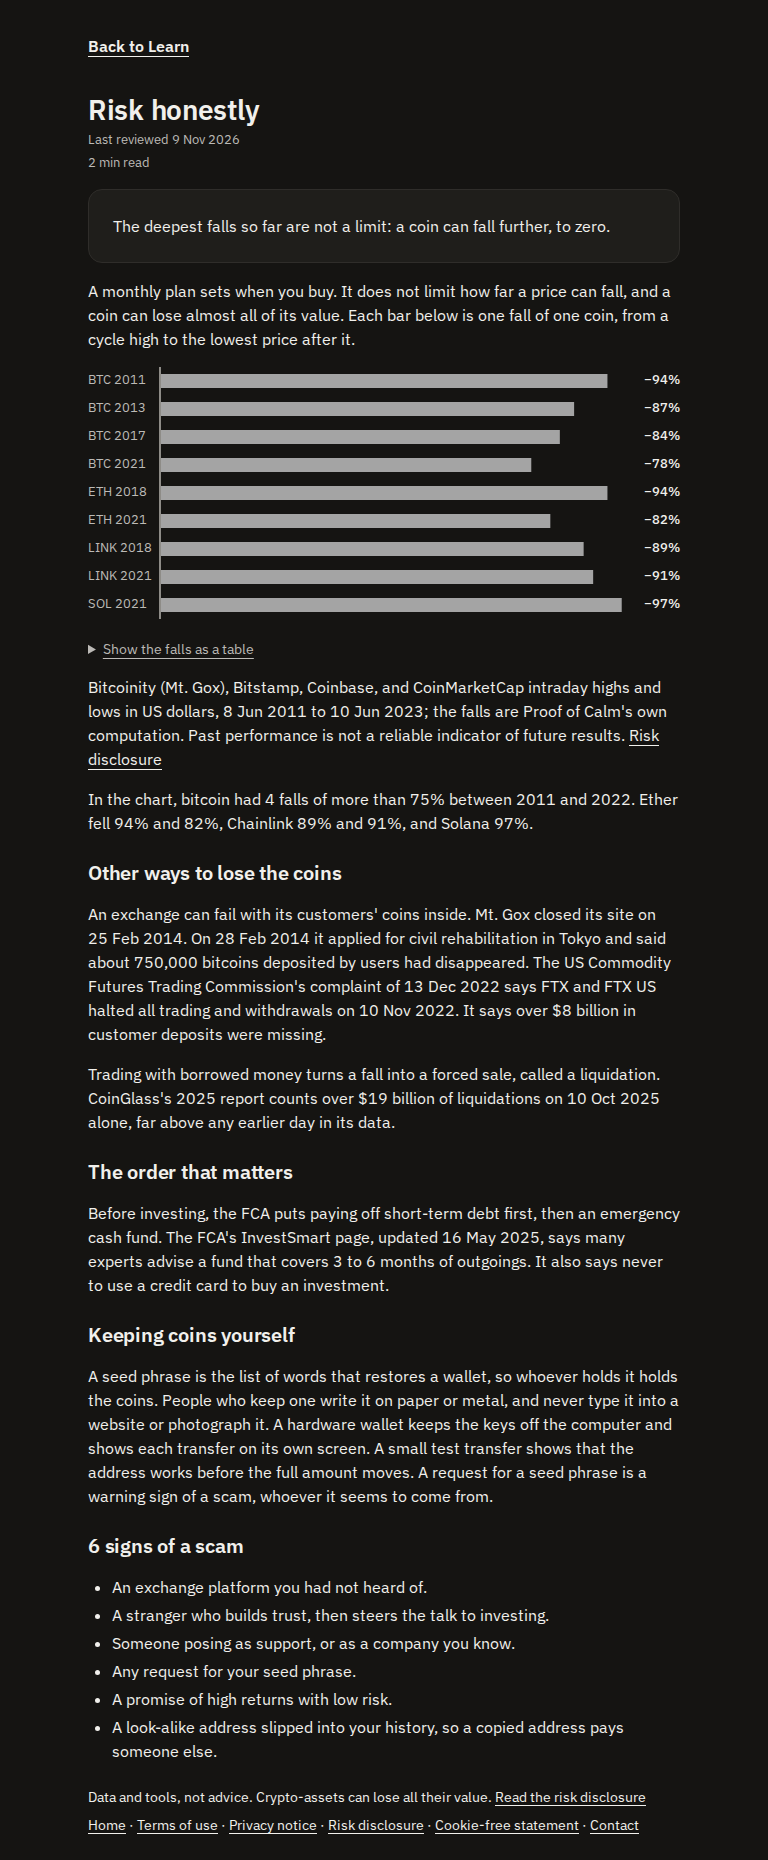 Back to Learn
Risk honestly
Last reviewed 9 Nov 2026
2 min read
The deepest falls so far are not a limit: a coin can fall further, to zero.
A monthly plan sets when you buy. It does not limit how far a price can fall, and a
coin can lose almost all of its value. Each bar below is one fall of one coin, from a
cycle high to the lowest price after it.
BTC 2011 −94%
BTC 2013 −87%
BTC 2017 −84%
BTC 2021 −78%
ETH 2018 −94%
ETH 2021 −82%
LINK 2018 −89%
LINK 2021 −91%
SOL 2021 −97%
Show the falls as a table
Bitcoinity (Mt. Gox), Bitstamp, Coinbase, and CoinMarketCap intraday highs and
lows in US dollars, 8 Jun 2011 to 10 Jun 2023; the falls are Proof of Calm's own
computation. Past performance is not a reliable indicator of future results. Risk
disclosure
In the chart, bitcoin had 4 falls of more than 75% between 2011 and 2022. Ether
fell 94% and 82%, Chainlink 89% and 91%, and Solana 97%.
Other ways to lose the coins
An exchange can fail with its customers' coins inside. Mt. Gox closed its site on
25 Feb 2014. On 28 Feb 2014 it applied for civil rehabilitation in Tokyo and said
about 750,000 bitcoins deposited by users had disappeared. The US Commodity
Futures Trading Commission's complaint of 13 Dec 2022 says FTX and FTX US
halted all trading and withdrawals on 10 Nov 2022. It says over $8 billion in
customer deposits were missing.
Trading with borrowed money turns a fall into a forced sale, called a liquidation.
CoinGlass's 2025 report counts over $19 billion of liquidations on 10 Oct 2025
alone, far above any earlier day in its data.
The order that matters
Before investing, the FCA puts paying off short-term debt first, then an emergency
cash fund. The FCA's InvestSmart page, updated 16 May 2025, says many
experts advise a fund that covers 3 to 6 months of outgoings. It also says never
to use a credit card to buy an investment.
Keeping coins yourself
A seed phrase is the list of words that restores a wallet, so whoever holds it holds
the coins. People who keep one write it on paper or metal, and never type it into a
website or photograph it. A hardware wallet keeps the keys off the computer and
shows each transfer on its own screen. A small test transfer shows that the
address works before the full amount moves. A request for a seed phrase is a
warning sign of a scam, whoever it seems to come from.
6 signs of a scam
• An exchange platform you had not heard of.
• A stranger who builds trust, then steers the talk to investing.
• Someone posing as support, or as a company you know.
• Any request for your seed phrase.
• A promise of high returns with low risk.
• A look-alike address slipped into your history, so a copied address pays
someone else.
Data and tools, not advice. Crypto-assets can lose all their value. Read the risk disclosure
Home · Terms of use · Privacy notice · Risk disclosure · Cookie-free statement · Contact